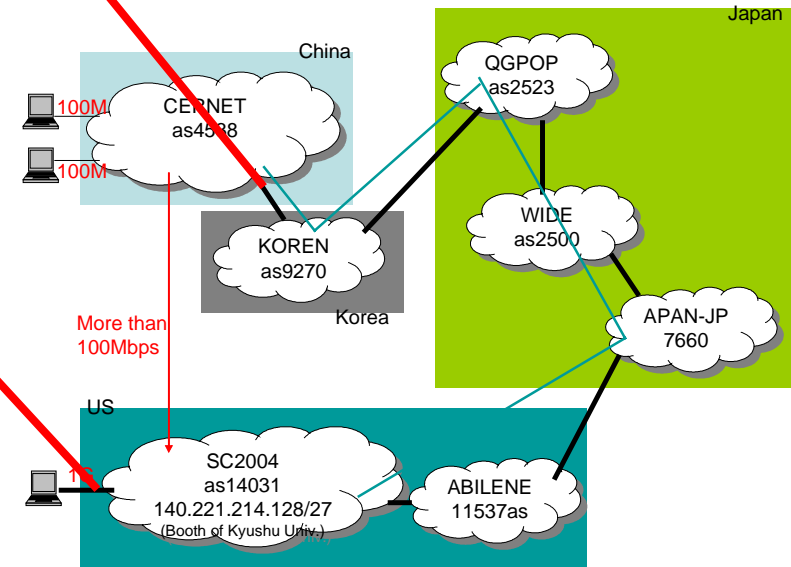 Japan
China
QGPOP
as2523
100M
CERNET
as4538
100M
WIDE
as2500
KOREN
as9270
Korea
APAN-JP
7660
More than
100Mbps
US
1G
SC2004
as14031
140.221.214.128/27
(Booth of Kyushu Univ.)
ABILENE
11537as